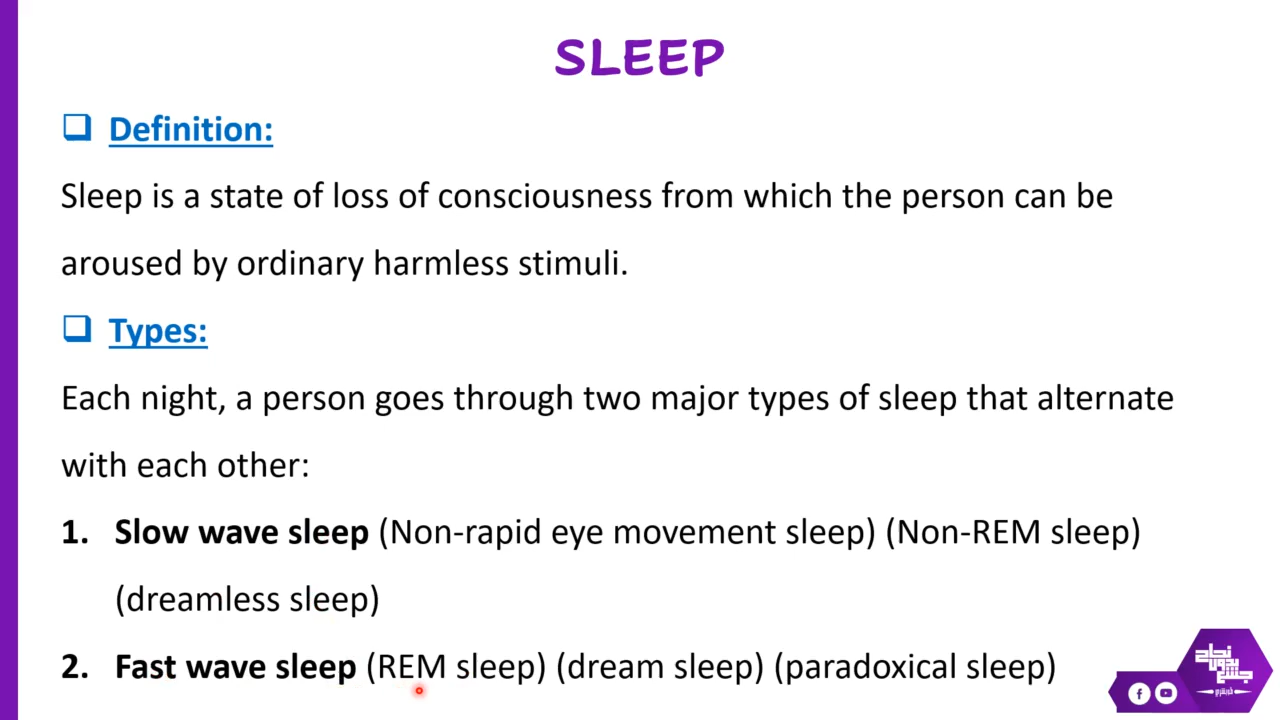 SLEEP
Definition:
Sleep is a state of loss of consciousness from which the person can be
aroused by ordinary harmless stimuli.
Types:
Each night, a person goes through two major types of sleep that alternate
with each other:
1. Slow wave sleep (Non-rapid eye movement sleep) (Non-REM sleep)
(dreamless sleep)
2. Fast wave sleep (REM sleep) (dream sleep) (paradoxical sleep)